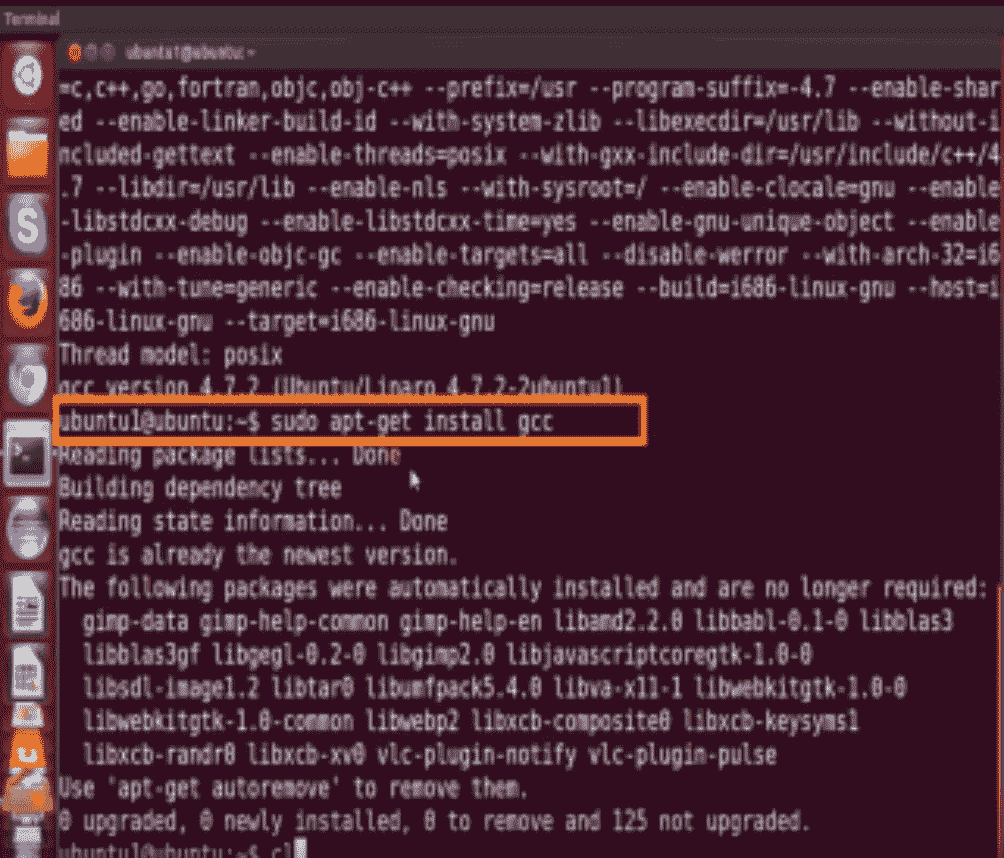 Terminal
ubuntu1@ubuntu: ~
=c,c++,go,fortran,objc,obj-c++ --prefix=/usr --program-suffix=-4.7 --enable-shar
ed --enable-linker-build-id --with-system-zlib --libexecdir=/usr/lib --without-i
ncluded-gettext --enable-threads=posix --with-gxx-include-dir=/usr/include/c++/4
.7 --libdir=/usr/lib --enable-nls --with-sysroot=/ --enable-clocale=gnu --enable
-libstdcxx-debug --enable-libstdcxx-time=yes --enable-gnu-unique-object --enable
-plugin --enable-objc-gc --enable-targets=all --disable-werror --with-arch-32=i6
86 --with-tune=generic --enable-checking=release --build=i686-linux-gnu --host=i
686-linux-gnu --target=i686-linux-gnu
Thread model: posix
gcc version 4.7.2 (Ubuntu/Linaro 4.7.2-2ubuntu1)
ubuntu1@ubuntu:~$ sudo apt-get install gcc
Reading package lists... Done
Building dependency tree
Reading state information... Done
gcc is already the newest version.
The following packages were automatically installed and are no longer required:
gimp-data gimp-help-common gimp-help-en libamd2.2.0 libbabl-0.1-0 libblas3
libblas3gf libgegl-0.2-0 libgimp2.0 libjavascriptcoregtk-1.0-0
libsdl-image1.2 libtar0 libumfpack5.4.0 libva-x11-1 libwebkitgtk-1.0-0
libwebkitgtk-1.0-common libwebp2 libxcb-composite0 libxcb-keysyms1
libxcb-randr0 libxcb-xv0 vlc-plugin-notify vlc-plugin-pulse
Use 'apt-get autoremove' to remove them.
0 upgraded, 0 newly installed, 0 to remove and 125 not upgraded.
ubuntu1@ubuntu:~$ cl